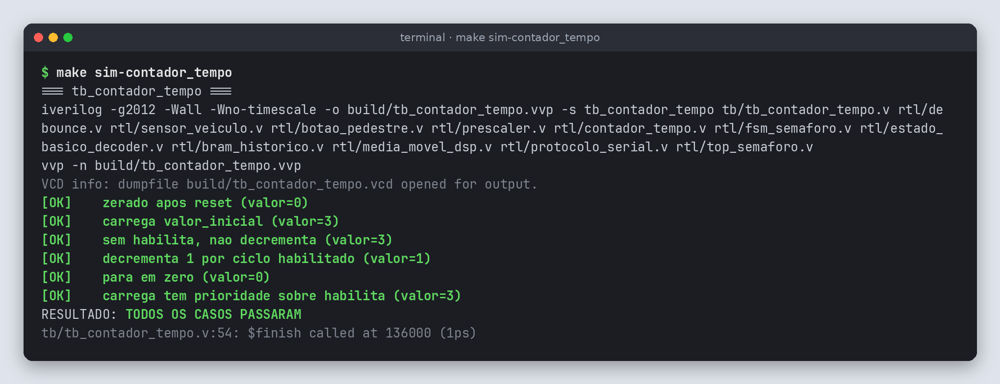 terminal · make sim-contador_tempo
$ make sim-contador_tempo
=== tb_contador_tempo ===
iverilog -g2012 -Wall -Wno-timescale -o build/tb_contador_tempo.vvp -s tb_contador_tempo tb/tb_contador_tempo.v rtl/de
bounce.v rtl/sensor_veiculo.v rtl/botao_pedestre.v rtl/prescaler.v rtl/contador_tempo.v rtl/fsm_semaforo.v rtl/estado_
basico_decoder.v rtl/bram_historico.v rtl/media_movel_dsp.v rtl/protocolo_serial.v rtl/top_semaforo.v
vvp -n build/tb_contador_tempo.vvp
VCD info: dumpfile build/tb_contador_tempo.vcd opened for output.
[OK]    zerado apos reset (valor=0)
[OK]    carrega valor_inicial (valor=3)
[OK]    sem habilita, nao decrementa (valor=3)
[OK]    decrementa 1 por ciclo habilitado (valor=1)
[OK]    para em zero (valor=0)
[OK]    carrega tem prioridade sobre habilita (valor=3)
RESULTADO: TODOS OS CASOS PASSARAM
tb/tb_contador_tempo.v:54: $finish called at 136000 (1ps)